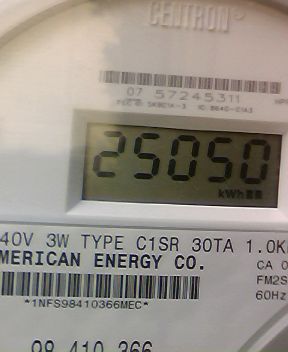 CENTRON®
07 57245311
25050
kWh
40V 3W TYPE C1SR 30TA 1.0K
MERICAN ENERGY CO.
CA 0
FM2S
*1NFS98410366MEC*
60Hz
98 410 366